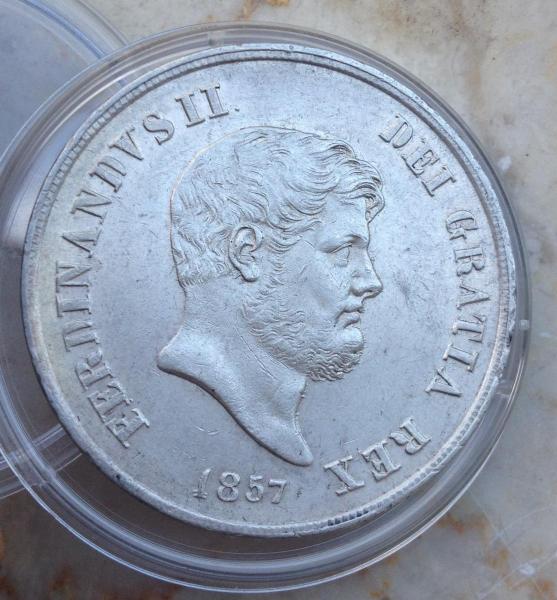 FERDINANDVS II. DEI GRATIA REX
1857